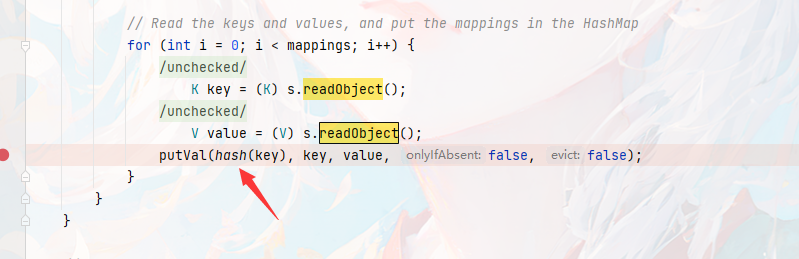 // Read the keys and values, and put the mappings in the HashMap
for (int i = 0; i < mappings; i++) {
/unchecked/
K key = (K) s.readObject();
/unchecked/
V value = (V) s.readObject();
putVal(hash(key), key, value, onlyIfAbsent: false, evict: false);
}
}
}